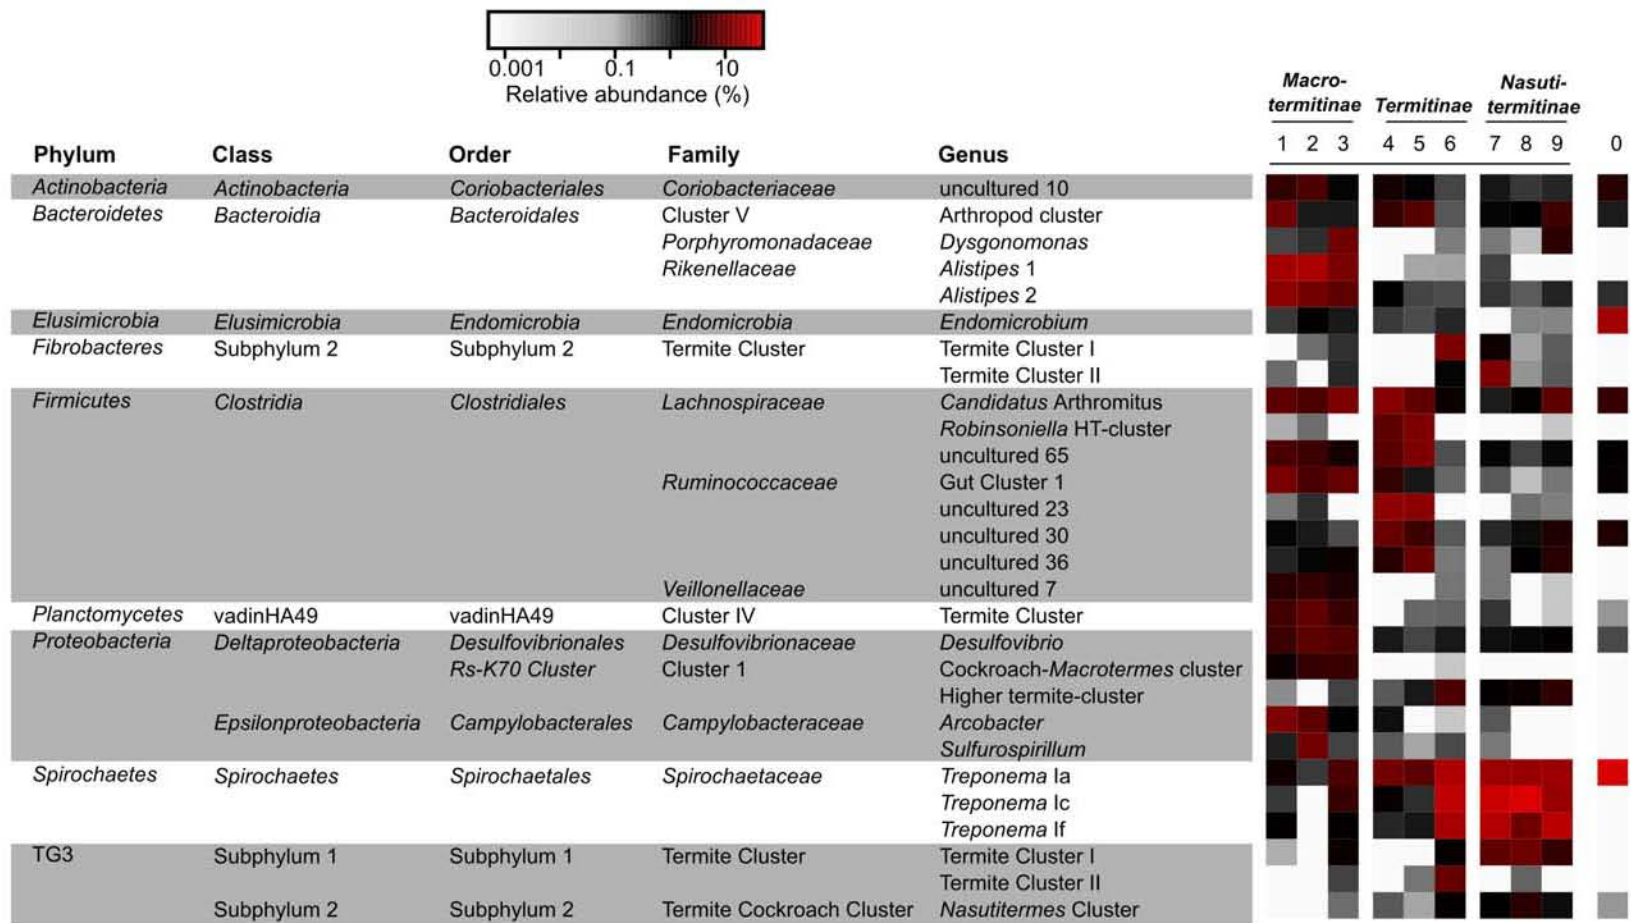 0.001 0.1 10
Relative abundance (%)
Macro-termitinae Termitinae Nasuti-termitinae
Phylum Class Order Family Genus 1 2 3 4 5 6 7 8 9 0
Actinobacteria Actinobacteria Coriobacteriales Coriobacteriaceae uncultured 10
Bacteroidetes Bacteroidia Bacteroidales Cluster V Arthropod cluster
Porphyromonadaceae Dysgonomonas
Rikenellaceae Alistipes 1
Alistipes 2
Elusimicrobia Elusimicrobia Endomicrobia Endomicrobia Endomicrobium
Fibrobacteres Subphylum 2 Subphylum 2 Termite Cluster Termite Cluster I
Termite Cluster II
Firmicutes Clostridia Clostridiales Lachnospiraceae Candidatus Arthromitus
Robinsoniella HT-cluster
uncultured 65
Ruminococcaceae Gut Cluster 1
uncultured 23
uncultured 30
uncultured 36
Veillonellaceae uncultured 7
Planctomycetes vadinHA49 vadinHA49 Cluster IV Termite Cluster
Proteobacteria Deltaproteobacteria Desulfovibrionales Desulfovibrionaceae Desulfovibrio
Rs-K70 Cluster Cluster 1 Cockroach-Macrotermes cluster
Higher termite-cluster
Epsilonproteobacteria Campylobacterales Campylobacteraceae Arcobacter
Sulfurospirillum
Spirochaetes Spirochaetes Spirochaetales Spirochaetaceae Treponema Ia
Treponema Ic
Treponema If
TG3 Subphylum 1 Subphylum 1 Termite Cluster Termite Cluster I
Termite Cluster II
Subphylum 2 Subphylum 2 Termite Cockroach Cluster Nasutitermes Cluster